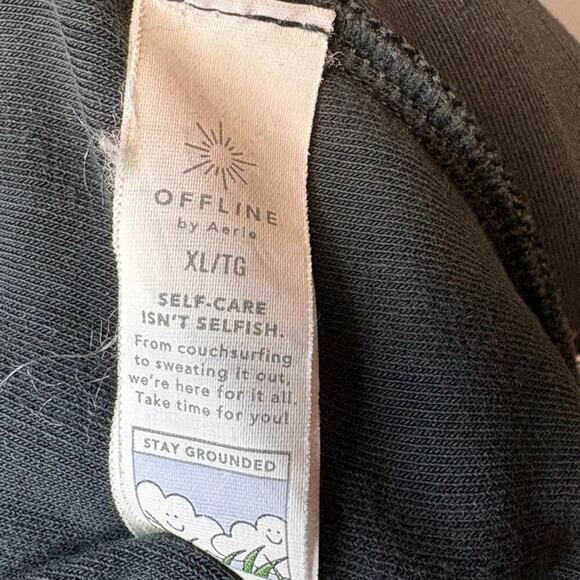 OFFLINE
by Aerie
XL/TG
SELF-CARE
ISN'T SELFISH.
From couchsurfing
to sweating it out,
we're here for it all.
Take time for you!
STAY GROUNDED